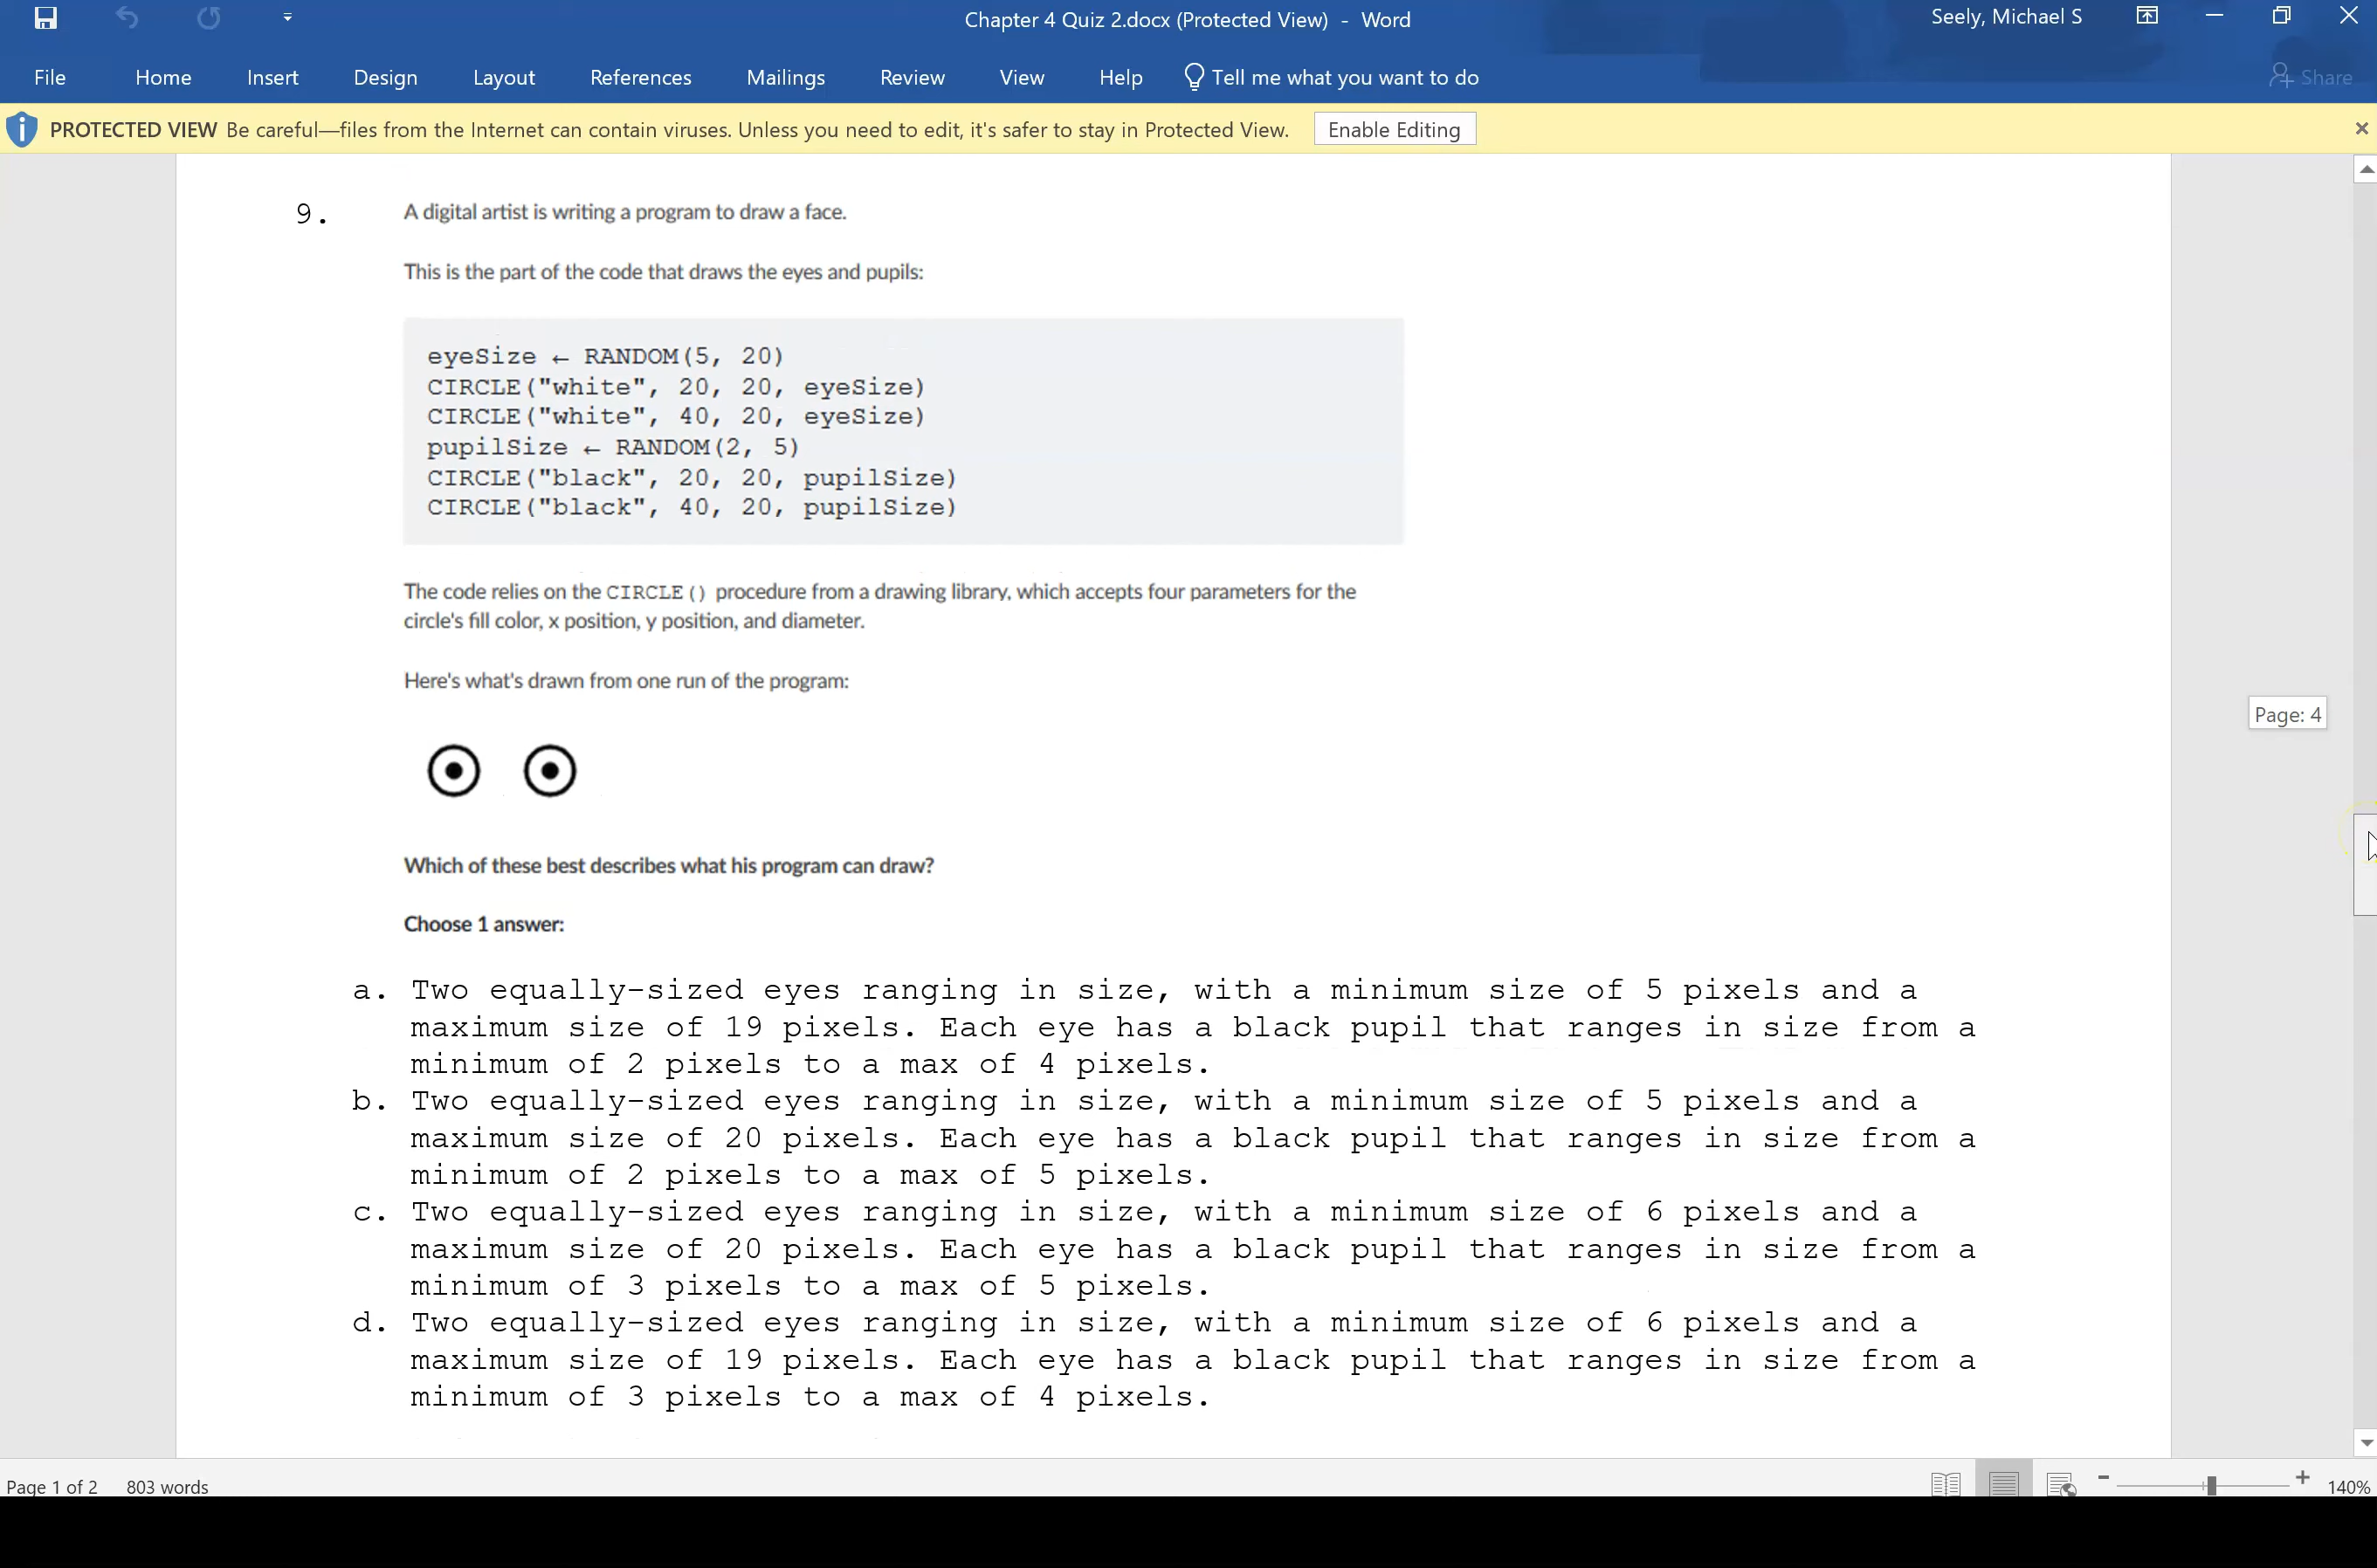 Chapter 4 Quiz 2.docx (Protected View) - Word
Seely, Michael S
File Home Insert Design Layout References Mailings Review View Help Tell me what you want to do Share
PROTECTED VIEW Be careful—files from the Internet can contain viruses. Unless you need to edit, it's safer to stay in Protected View. Enable Editing
9. A digital artist is writing a program to draw a face.
This is the part of the code that draws the eyes and pupils:
eyeSize ← RANDOM(5, 20)
CIRCLE("white", 20, 20, eyeSize)
CIRCLE("white", 40, 20, eyeSize)
pupilSize ← RANDOM(2, 5)
CIRCLE("black", 20, 20, pupilSize)
CIRCLE("black", 40, 20, pupilSize)
The code relies on the CIRCLE() procedure from a drawing library, which accepts four parameters for the
circle's fill color, x position, y position, and diameter.
Here's what's drawn from one run of the program:
Page: 4
Which of these best describes what his program can draw?
Choose 1 answer:
a. Two equally-sized eyes ranging in size, with a minimum size of 5 pixels and a
maximum size of 19 pixels. Each eye has a black pupil that ranges in size from a
minimum of 2 pixels to a max of 4 pixels.
b. Two equally-sized eyes ranging in size, with a minimum size of 5 pixels and a
maximum size of 20 pixels. Each eye has a black pupil that ranges in size from a
minimum of 2 pixels to a max of 5 pixels.
c. Two equally-sized eyes ranging in size, with a minimum size of 6 pixels and a
maximum size of 20 pixels. Each eye has a black pupil that ranges in size from a
minimum of 3 pixels to a max of 5 pixels.
d. Two equally-sized eyes ranging in size, with a minimum size of 6 pixels and a
maximum size of 19 pixels. Each eye has a black pupil that ranges in size from a
minimum of 3 pixels to a max of 4 pixels.
Page 1 of 2 803 words 140%